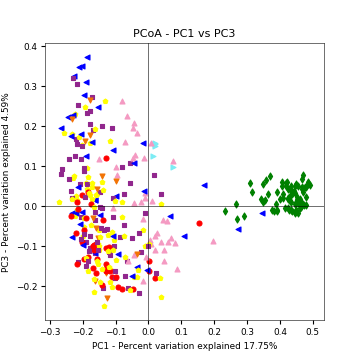 PCoA - PC1 vs PC3
0.4
0.3
0.2
0.1
0.0
−0.1
−0.2
PC3 - Percent variation explained 4.59%
−0.3 −0.2 −0.1 0.0 0.1 0.2 0.3 0.4 0.5
PC1 - Percent variation explained 17.75%